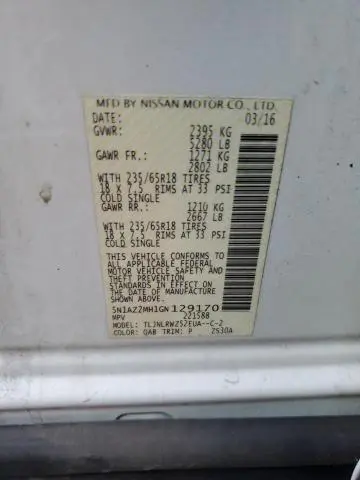 MFD BY NISSAN MOTOR CO., LTD.
DATE: 03/16
GVWR: 2395 KG
5280 LB
GAWR FR.: 1271 KG
2802 LB
WITH 235/65R18 TIRES
18 X 7.5 RIMS AT 33 PSI
COLD SINGLE
GAWR RR.: 1210 KG
2667 LB
WITH 235/65R18 TIRES
18 X 7.5 RIMS AT 33 PSI
COLD SINGLE
THIS VEHICLE CONFORMS TO
ALL APPLICABLE FEDERAL
MOTOR VEHICLE SAFETY AND
THEFT PREVENTION
STANDARDS IN EFFECT ON
THE DATE OF MANUFACTURE
SHOWN ABOVE.
5N1AZ2MH1GN129170
MPV 221588
MODEL: TLJNLRWZ52EUA--C-2
COLOR: QAB TRIM: P ZS30A